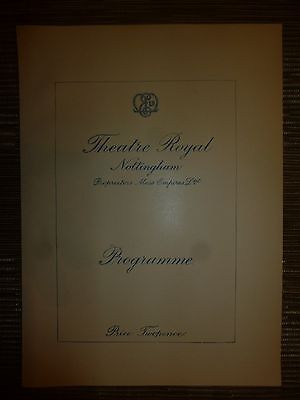 Theatre Royal
Nottingham
Proprietors Moss Empires Ltd.
Programme
Price Twopence